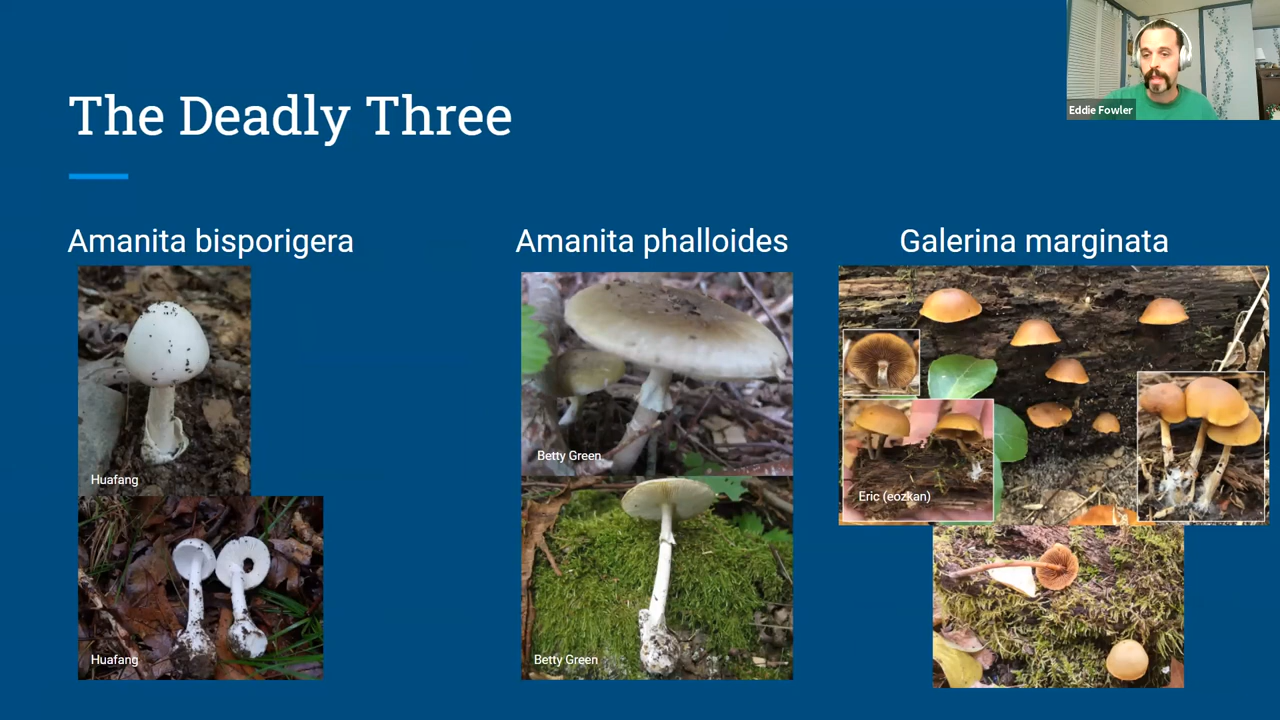 Eddie Fowler
The Deadly Three
Amanita bisporigera
Huafang
Huafang
Amanita phalloides
Betty Green
Betty Green
Galerina marginata
Eric (eozkan)